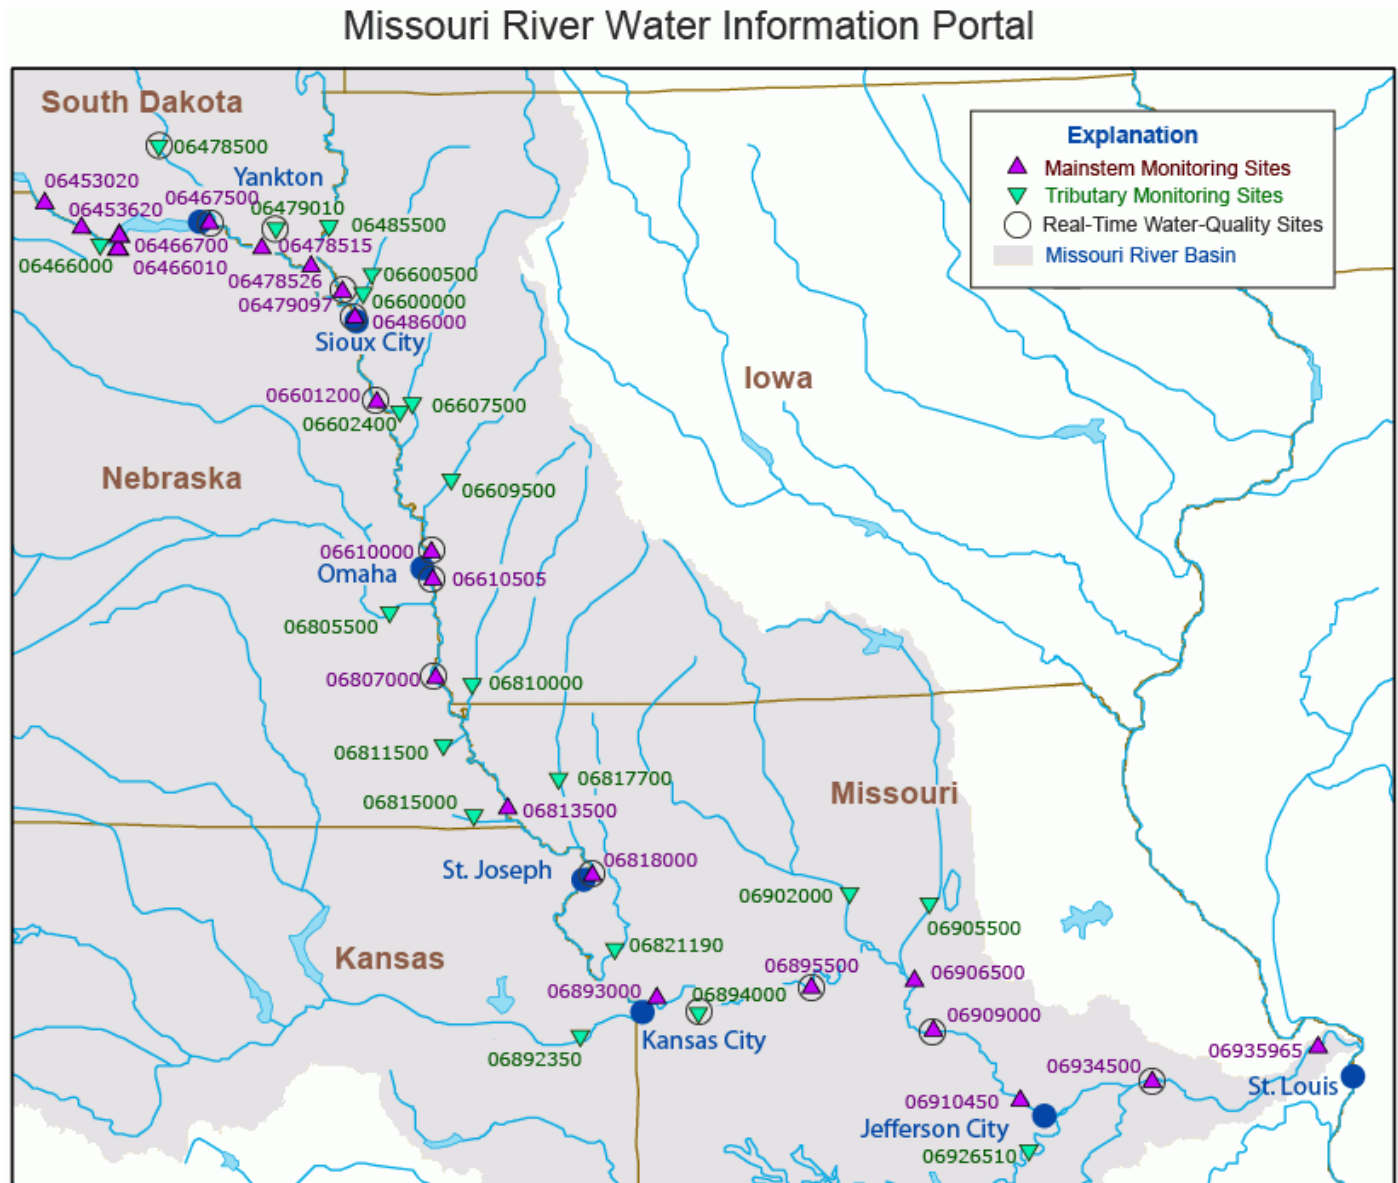 Missouri River Water Information Portal
South Dakota
Explanation
Mainstem Monitoring Sites
Tributary Monitoring Sites
Real-Time Water-Quality Sites
Missouri River Basin
06478500
Yankton
06453020
06467500
06453620
06479010
06485500
06466700
06478515
06466000
06466010
06478526
06600500
06479097
06600000
06486000
Sioux City
Iowa
06601200
06607500
06602400
Nebraska
06609500
06610000
Omaha
06610505
06805500
06807000
06810000
06811500
06817700
Missouri
06815000
06813500
St. Joseph
06818000
06902000
06905500
Kansas
06821190
06895500
06906500
06893000
06894000
06909000
Kansas City
06892350
06935965
06934500
St. Louis
06910450
Jefferson City
06926510